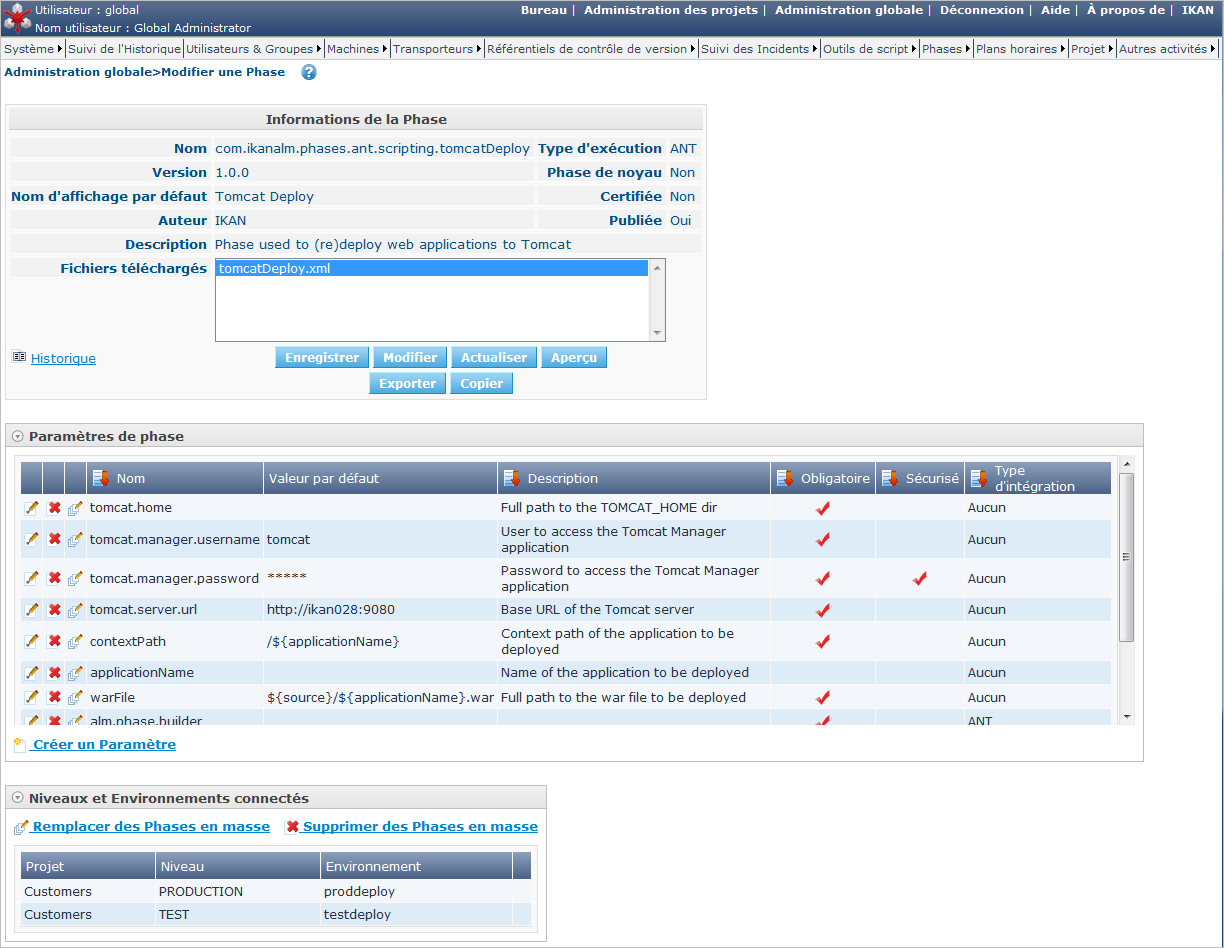 Utilisateur : global
Nom utilisateur : Global Administrator
Bureau | Administration des projets | Administration globale | Déconnexion | Aide | À propos de | IKAN
Système Suivi de l'Historique Utilisateurs & Groupes Machines Transporteurs Référentiels de contrôle de version Suivi des Incidents Outils de script Phases Plans horaires Projet Autres activités
Administration globale>Modifier une Phase ?
Informations de la Phase
Nom com.ikanalm.phases.ant.scripting.tomcatDeploy Type d'exécution ANT
Version 1.0.0 Phase de noyau Non
Nom d'affichage par défaut Tomcat Deploy Certifiée Non
Auteur IKAN Publiée Oui
Description Phase used to (re)deploy web applications to Tomcat
Fichiers téléchargés tomcatDeploy.xml
Historique Enregistrer Modifier Actualiser Aperçu
Exporter Copier
Paramètres de phase
Nom Valeur par défaut Description Obligatoire Sécurisé Type d'intégration
tomcat.home Full path to the TOMCAT_HOME dir Aucun
tomcat.manager.username tomcat User to access the Tomcat Manager application Aucun
tomcat.manager.password ***** Password to access the Tomcat Manager application Aucun
tomcat.server.url http://ikan028:9080 Base URL of the Tomcat server Aucun
contextPath /${applicationName} Context path of the application to be deployed Aucun
applicationName Name of the application to be deployed Aucun
warFile ${source}/${applicationName}.war Full path to the war file to be deployed Aucun
alm.phase.builder ANT
Créer un Paramètre
Niveaux et Environnements connectés
Remplacer des Phases en masse Supprimer des Phases en masse
Projet Niveau Environnement
Customers PRODUCTION proddeploy
Customers TEST testdeploy